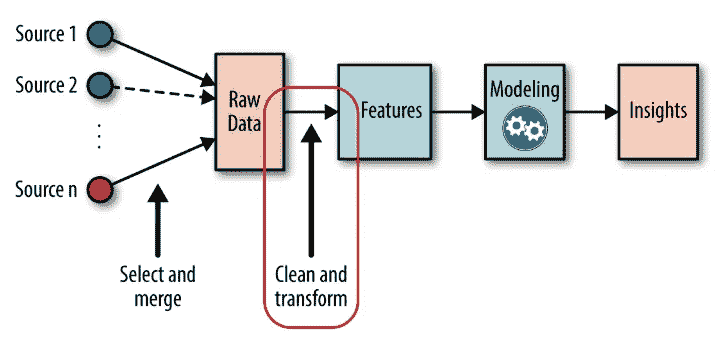 Source 1
Source 2
Source n
Raw
Data
Features
Modeling
Insights
Select and
merge
Clean and
transform